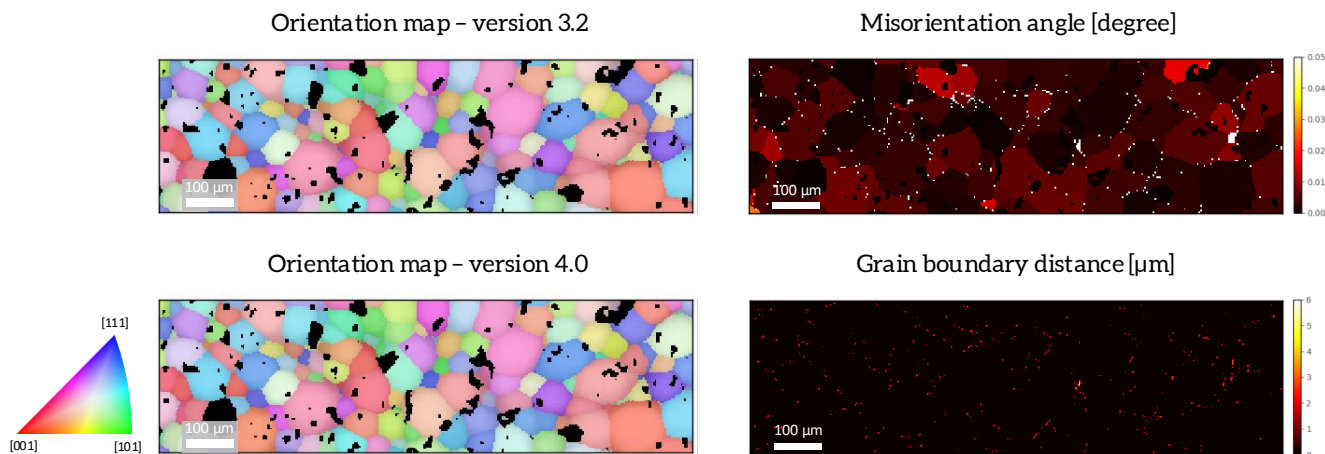 Orientation map – version 3.2
Misorientation angle [degree]
100 µm
100 µm
0.05
0.04
0.03
0.02
0.01
0.00
Orientation map – version 4.0
Grain boundary distance [µm]
[111]
[001]
[101]
100 µm
100 µm
6
5
4
3
2
1
0